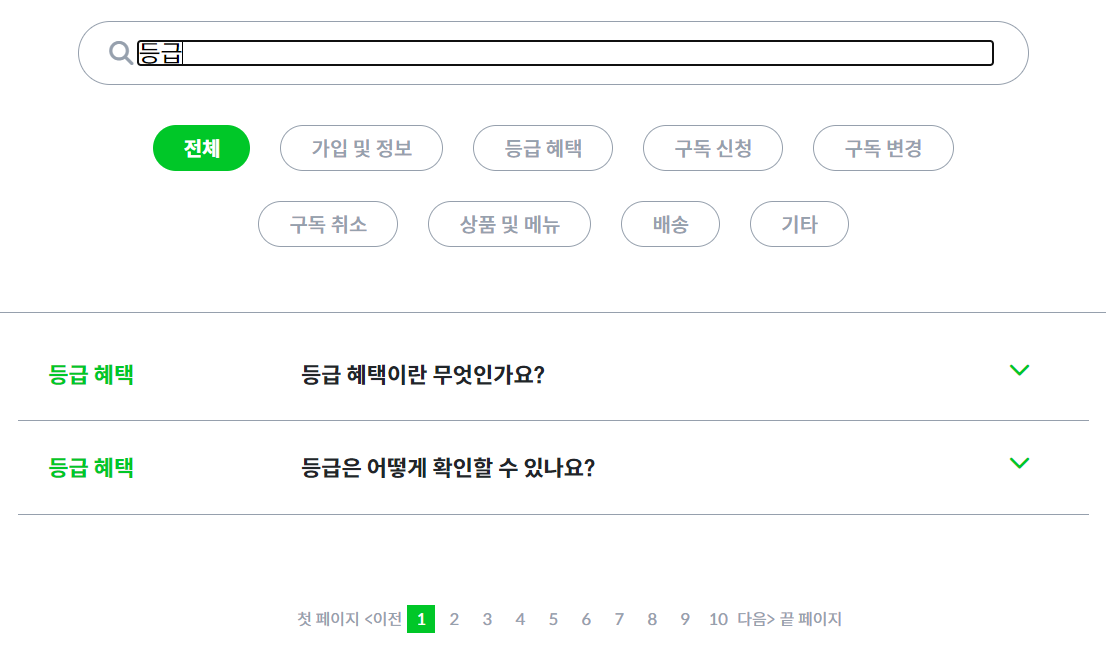 등급
전체 가입 및 정보 등급 혜택 구독 신청 구독 변경
구독 취소 상품 및 메뉴 배송 기타
등급 혜택 등급 혜택이란 무엇인가요?
등급 혜택 등급은 어떻게 확인할 수 있나요?
첫 페이지 <이전 1 2 3 4 5 6 7 8 9 10 다음> 끝 페이지